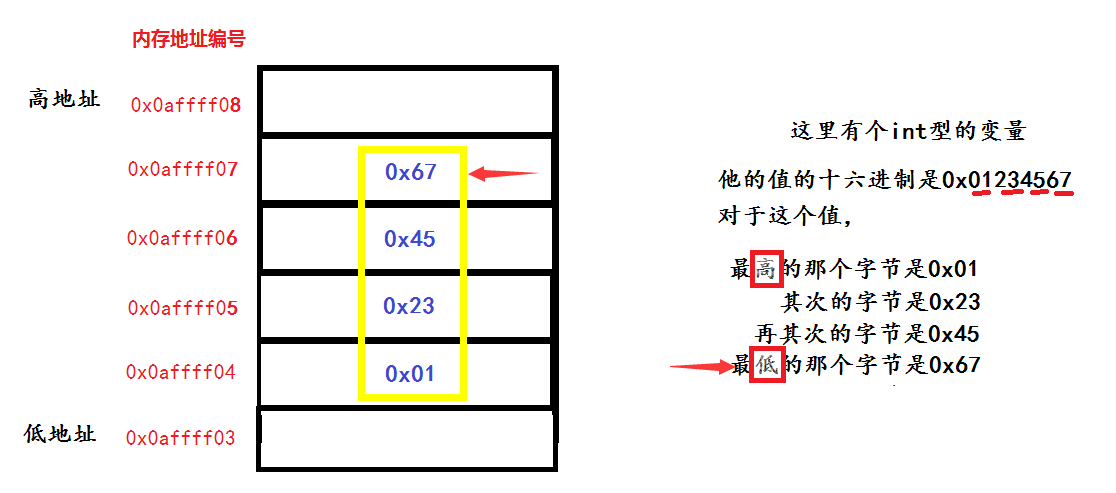 内存地址编号
高地址 0x0affff08
0x0affff07 0x67
0x0affff06 0x45
0x0affff05 0x23
0x0affff04 0x01
低地址 0x0affff03
这里有个int型的变量
他的值的十六进制是0x01234567
对于这个值，
最高的那个字节是0x01
其次的字节是0x23
再其次的字节是0x45
最低的那个字节是0x67